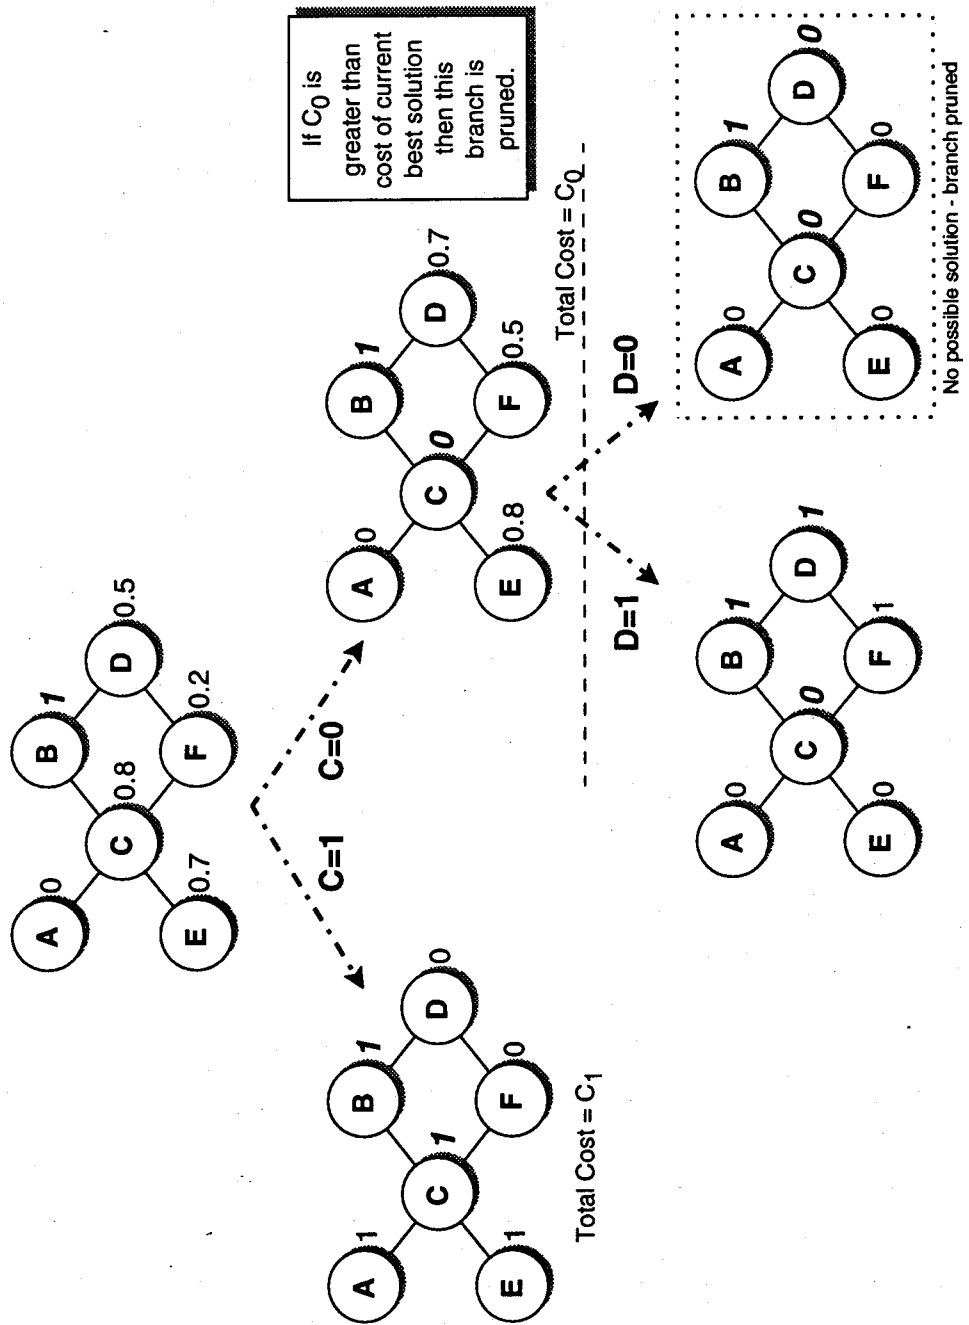 A 0
B 1
C 0.8
D 0.5
E 0.7
F 0.2
C=1
C=0
A 1
B 1
C 1
D 0
E 1
F 0
Total Cost = C1
A 0
B 1
C 0
D 0.7
E 0.8
F 0.5
Total Cost = C0
If C0 is
greater than
cost of current
best solution
then this
branch is
pruned.
D=1
D=0
A 0
B 1
C 0
D 1
E 0
F 1
A 0
B 1
C 0
D 0
E 0
F 0
No possible solution - branch pruned